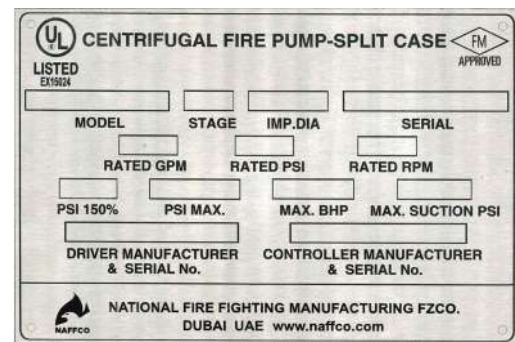 UL CENTRIFUGAL FIRE PUMP-SPLIT CASE FM
LISTED APPROVED
EX15024
MODEL STAGE IMP.DIA SERIAL
RATED GPM RATED PSI RATED RPM
PSI 150% PSI MAX. MAX. BHP MAX. SUCTION PSI
DRIVER MANUFACTURER CONTROLLER MANUFACTURER
& SERIAL No. & SERIAL No.
NATIONAL FIRE FIGHTING MANUFACTURING FZCO.
NAFFCO DUBAI UAE www.naffco.com